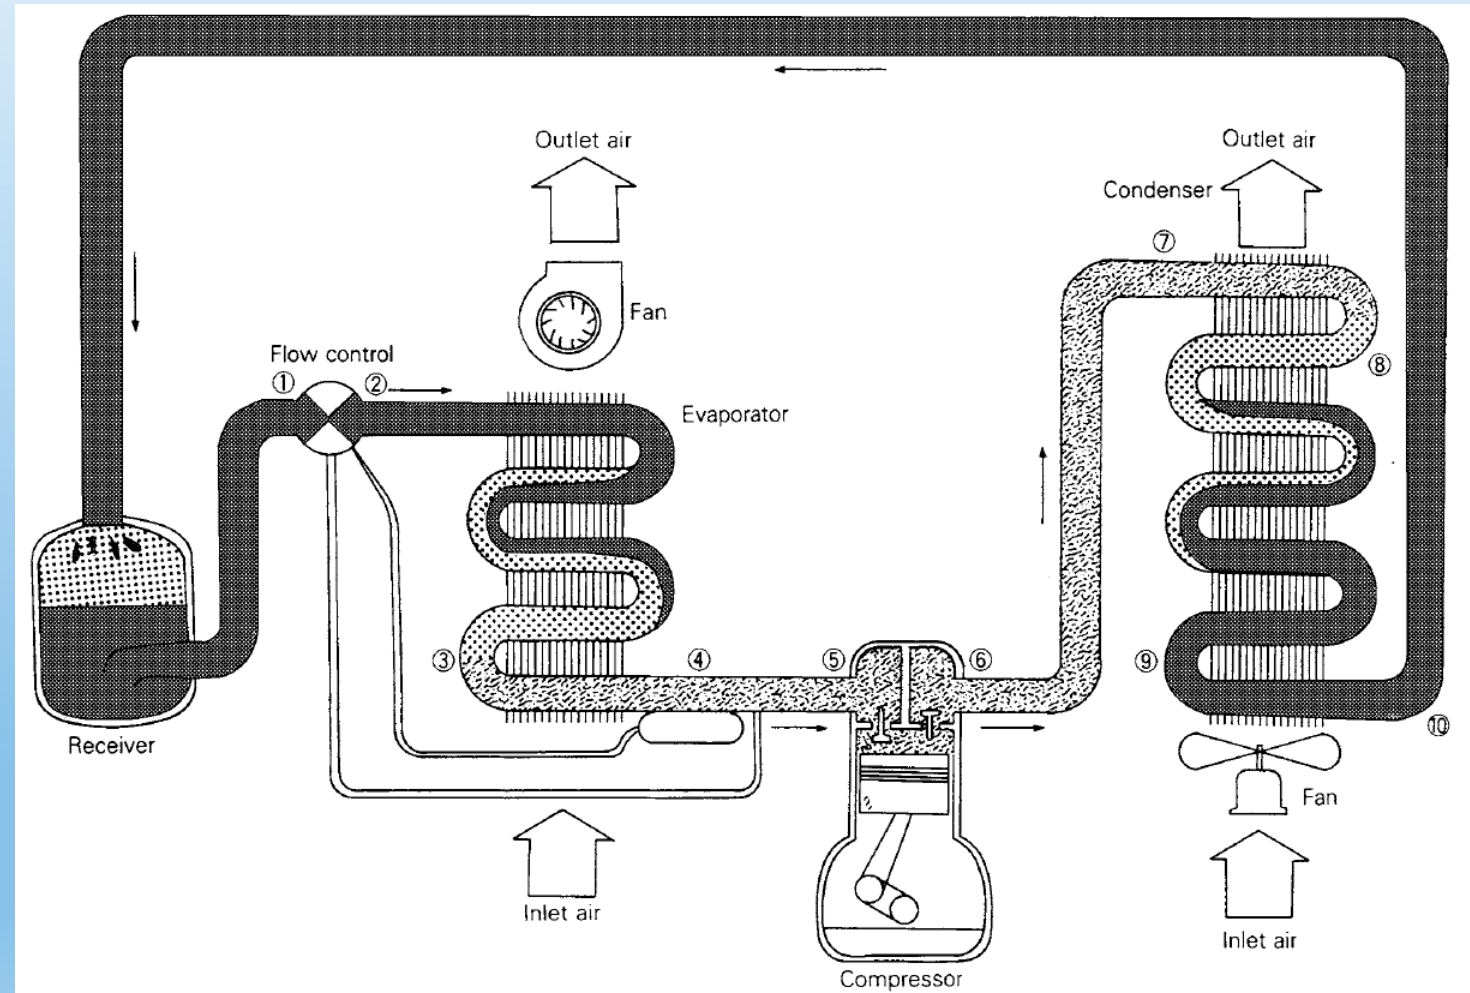 Outlet air
Outlet air
Condenser
⑦
Fan
Flow control
①
②
⑧
Evaporator
③
④
⑤
⑥
⑨
⑩
Receiver
Fan
Inlet air
Inlet air
Compressor